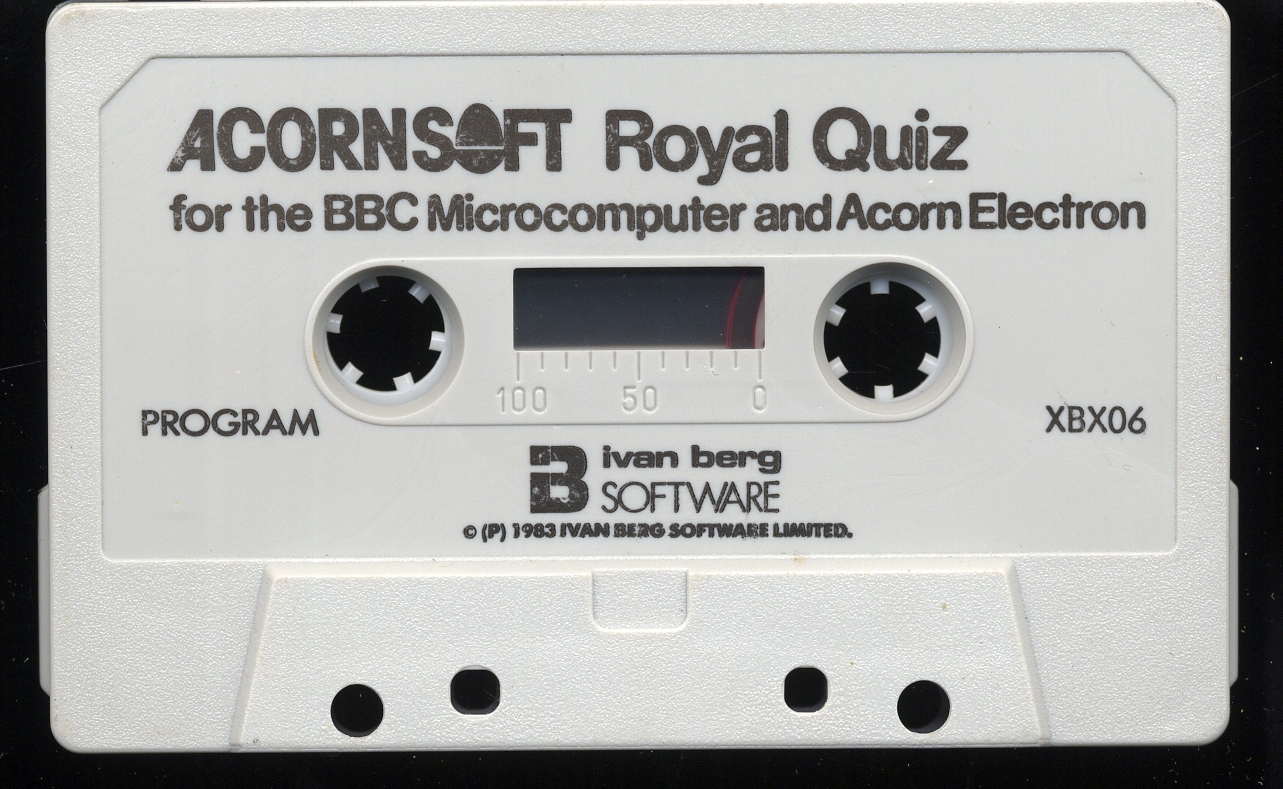 ACORNSOFT Royal Quiz
for the BBC Microcomputer and Acorn Electron
100 50 0
PROGRAM XBX06
B ivan berg
SOFTWARE
© (P) 1983 IVAN BERG SOFTWARE LIMITED.